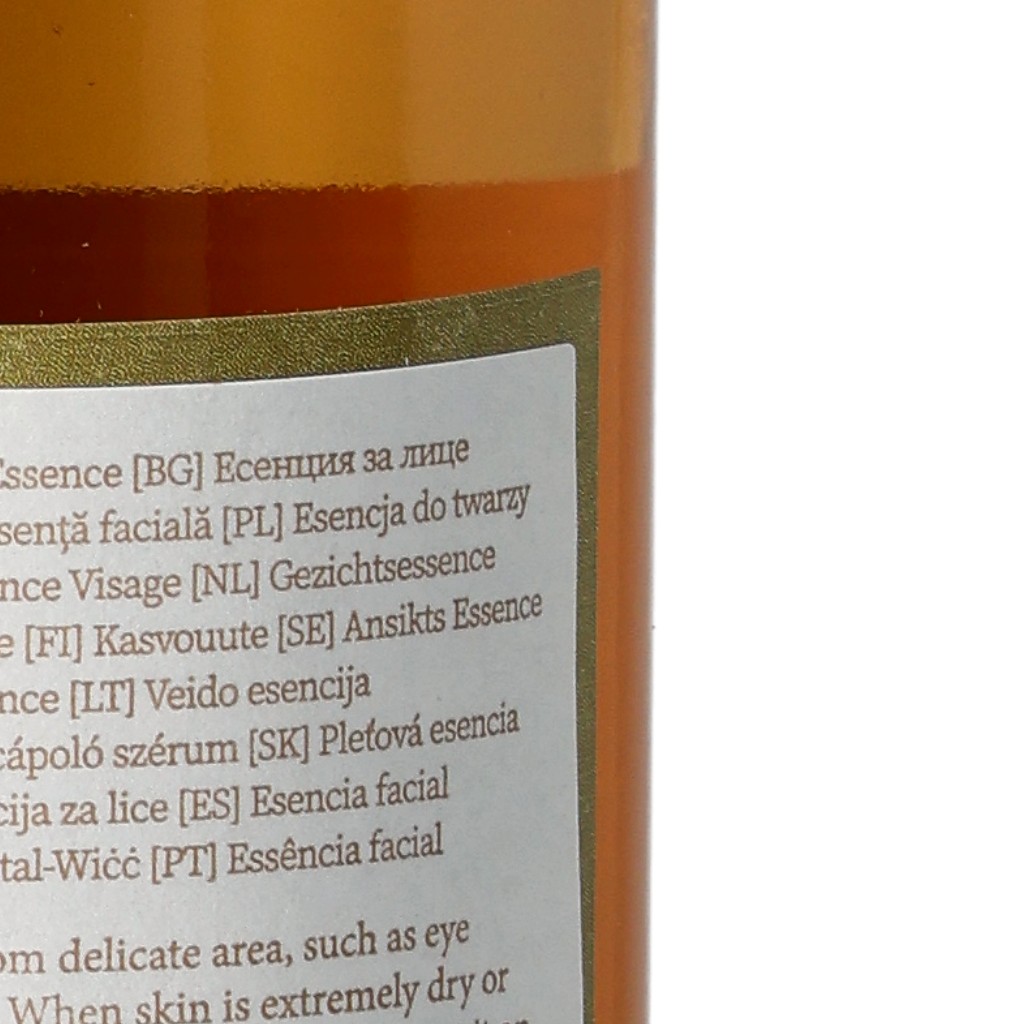 Essence [BG] Есенция за лице
sență facială [PL] Esencja do twarzy
nce Visage [NL] Gezichtsessence
e [FI] Kasvouute [SE] Ansikts Essence
nce [LT] Veido esencija
cápoló szérum [SK] Pleťová esencia
cija za lice [ES] Esencia facial
tal-Wiċċ [PT] Essência facial
om delicate area, such as eye
When skin is extremely dry or